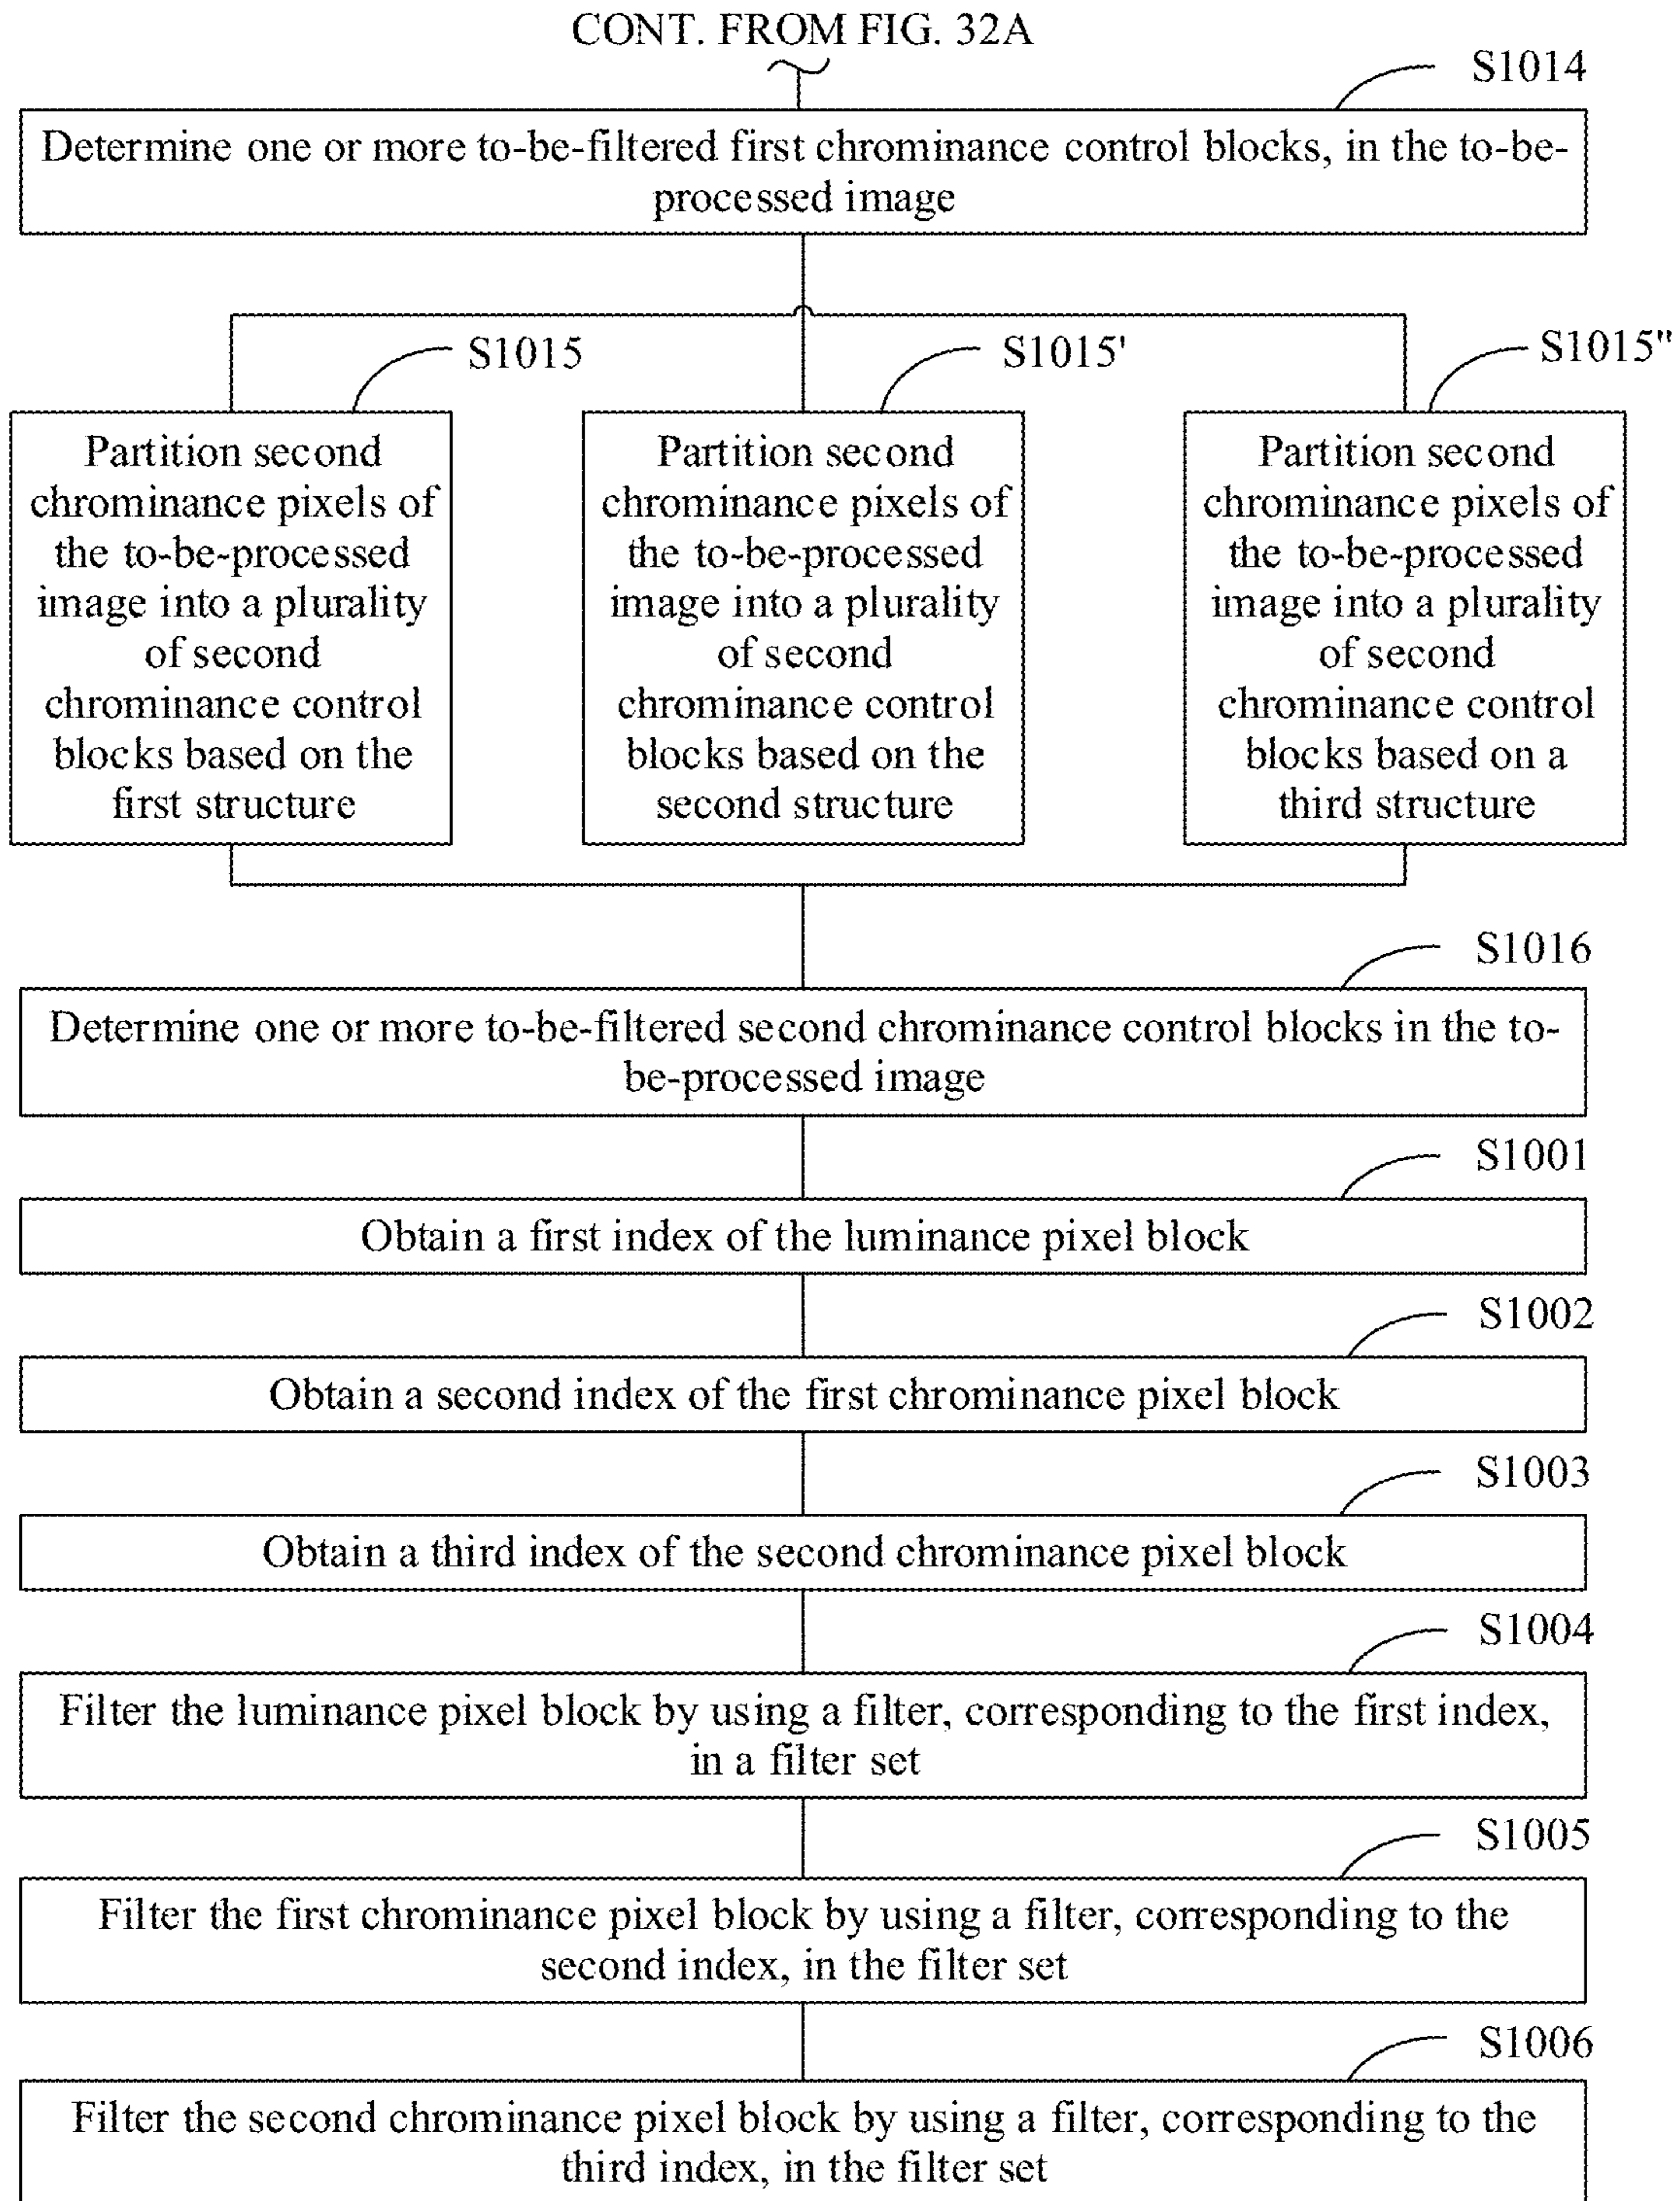 CONT. FROM FIG. 32A
S1014
Determine one or more to-be-filtered first chrominance control blocks, in the to-be-
processed image
S1015
Partition second
chrominance pixels of
the to-be-processed
image into a plurality
of second
chrominance control
blocks based on the
first structure
S1015'
Partition second
chrominance pixels of
the to-be-processed
image into a plurality
of second
chrominance control
blocks based on the
second structure
S1015"
Partition second
chrominance pixels of
the to-be-processed
image into a plurality
of second
chrominance control
blocks based on a
third structure
S1016
Determine one or more to-be-filtered second chrominance control blocks in the to-
be-processed image
S1001
Obtain a first index of the luminance pixel block
S1002
Obtain a second index of the first chrominance pixel block
S1003
Obtain a third index of the second chrominance pixel block
S1004
Filter the luminance pixel block by using a filter, corresponding to the first index,
in a filter set
S1005
Filter the first chrominance pixel block by using a filter, corresponding to the
second index, in the filter set
S1006
Filter the second chrominance pixel block by using a filter, corresponding to the
third index, in the filter set